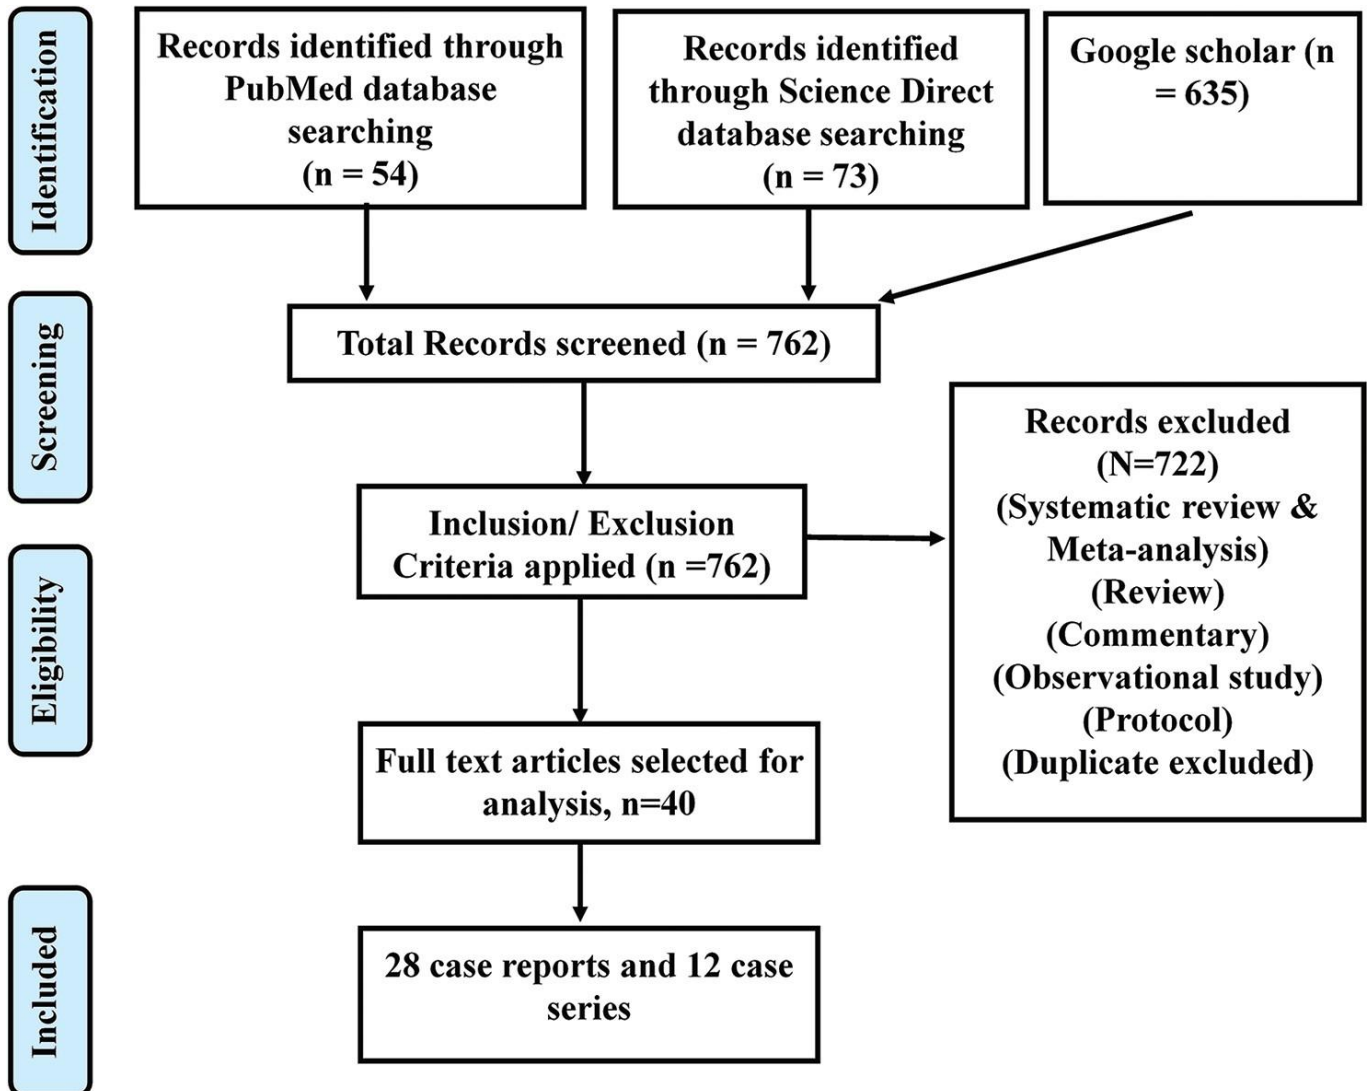 Identification
Records identified through
PubMed database
searching
(n = 54)
Records identified
through Science Direct
database searching
(n = 73)
Google scholar (n
= 635)
Screening
Total Records screened (n = 762)
Records excluded
(N=722)
(Systematic review &
Meta-analysis)
(Review)
(Commentary)
(Observational study)
(Protocol)
(Duplicate excluded)
Inclusion/ Exclusion
Criteria applied (n =762)
Eligibility
Full text articles selected for
analysis, n=40
Included
28 case reports and 12 case
series